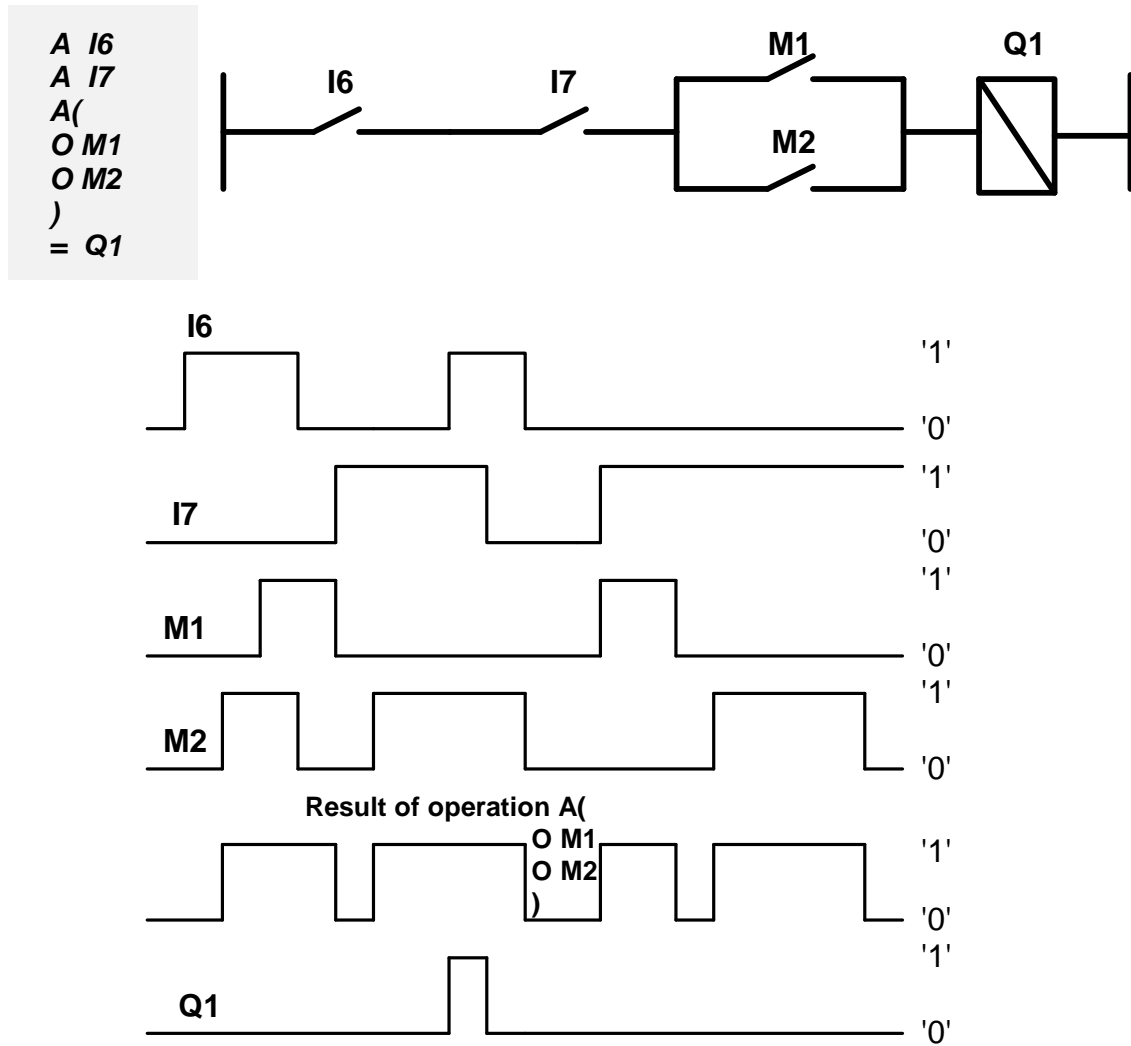 A I6
A I7
A(
O M1
O M2
)
= Q1
I6
I7
M1
M2
Q1
I6
'1'
'0'
I7
'1'
'0'
M1
'1'
'0'
M2
'1'
'0'
Result of operation A(
O M1
O M2
)
'1'
'0'
Q1
'1'
'0'